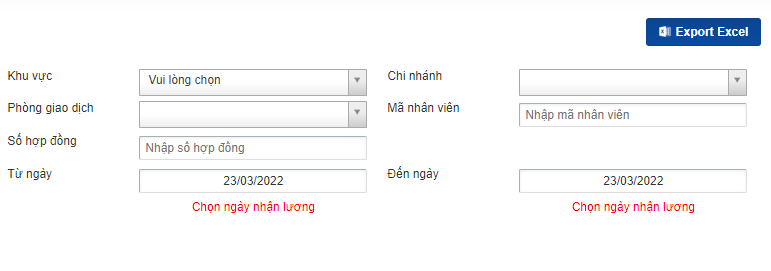 Export Excel
Khu vực Vui lòng chọn Chi nhánh
Phòng giao dịch Mã nhân viên Nhập mã nhân viên
Số hợp đồng Nhập số hợp đồng
Từ ngày 23/03/2022 Đến ngày 23/03/2022
Chọn ngày nhận lương Chọn ngày nhận lương